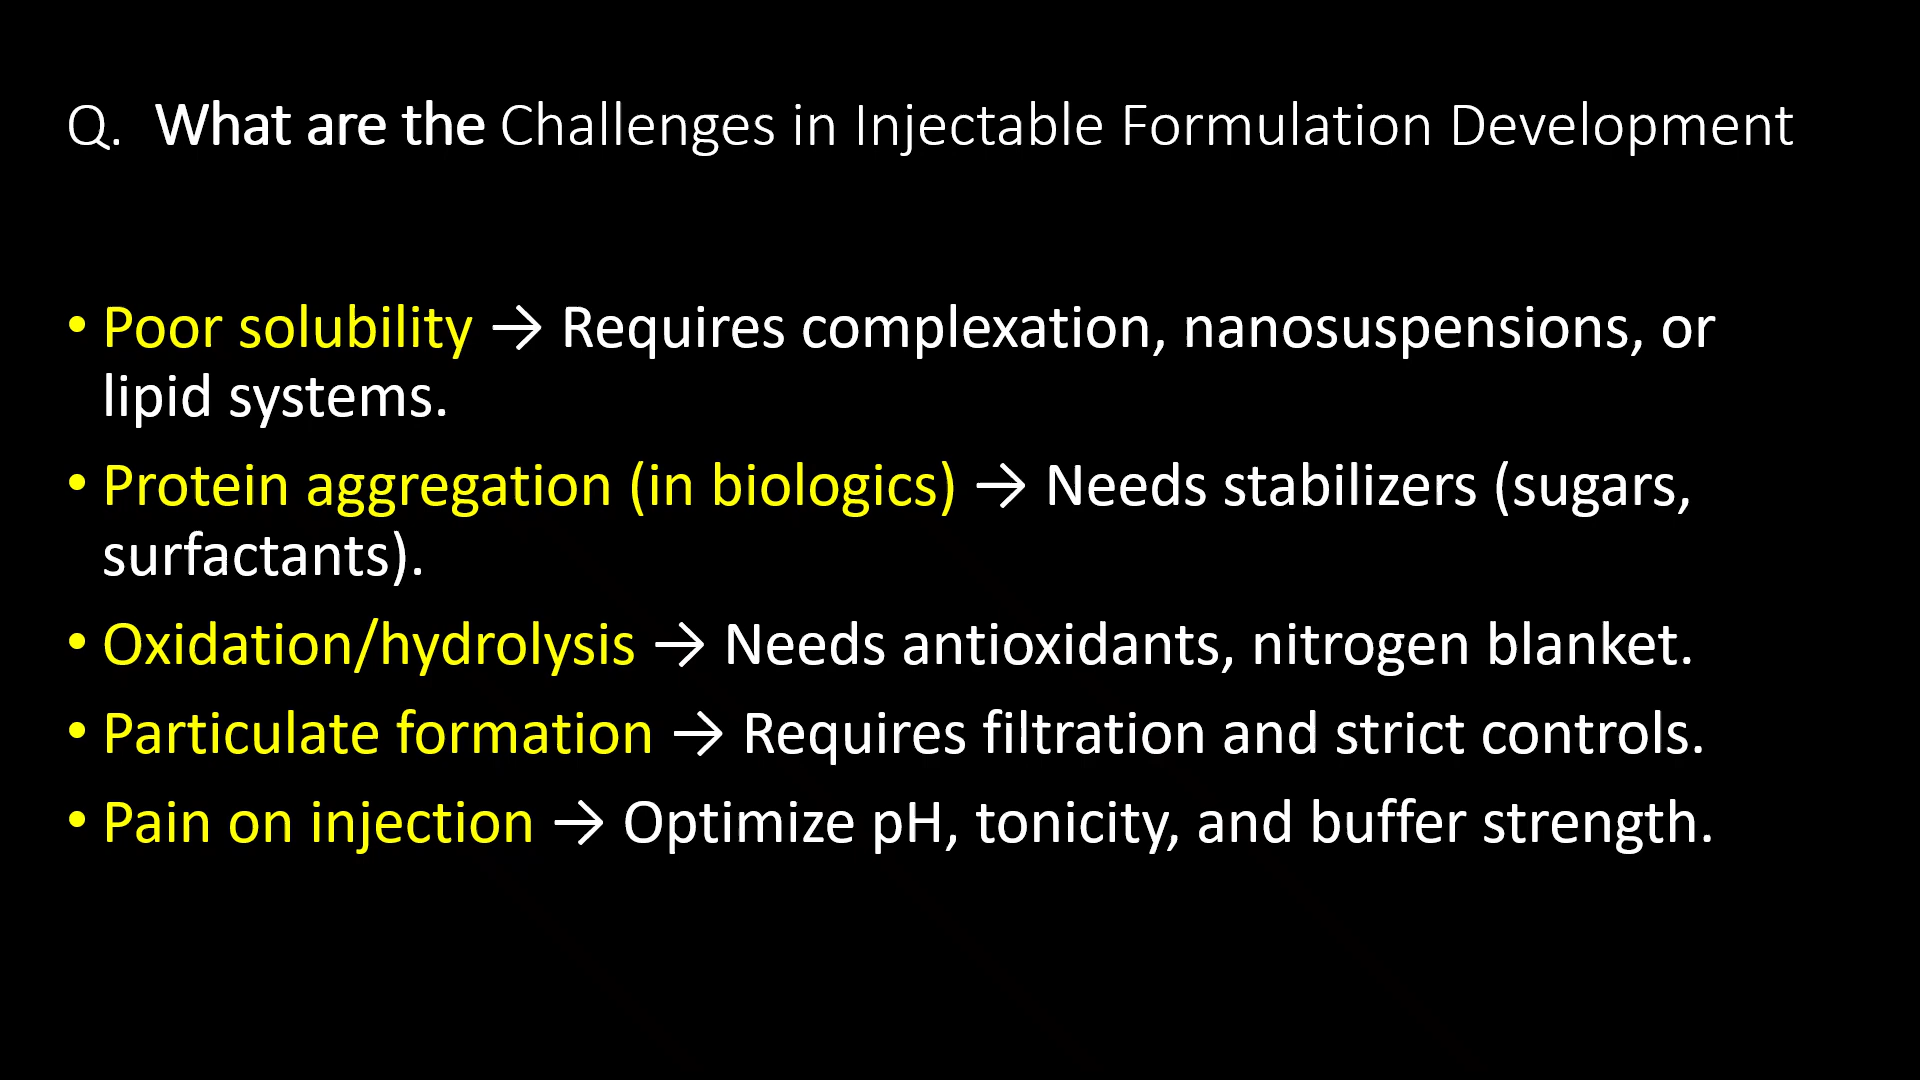 Q. What are the Challenges in Injectable Formulation Development
• Poor solubility → Requires complexation, nanosuspensions, or
lipid systems.
• Protein aggregation (in biologics) → Needs stabilizers (sugars,
surfactants).
• Oxidation/hydrolysis → Needs antioxidants, nitrogen blanket.
• Particulate formation → Requires filtration and strict controls.
• Pain on injection → Optimize pH, tonicity, and buffer strength.